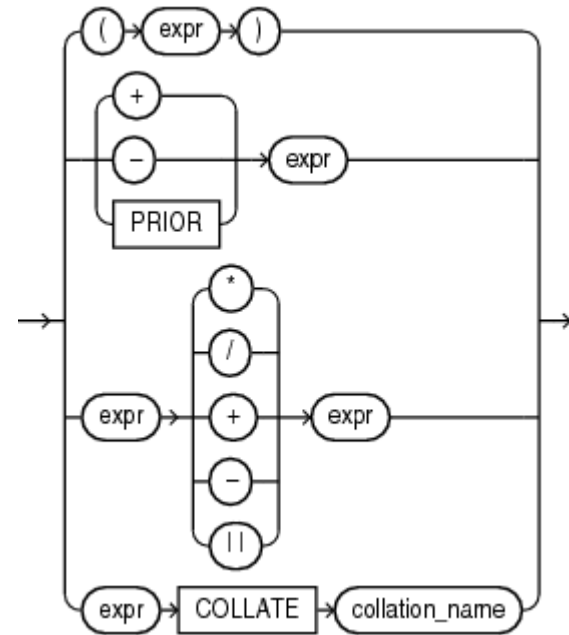 ( expr )
+
−
expr
PRIOR
*
/
expr + expr
−
||
expr COLLATE collation_name